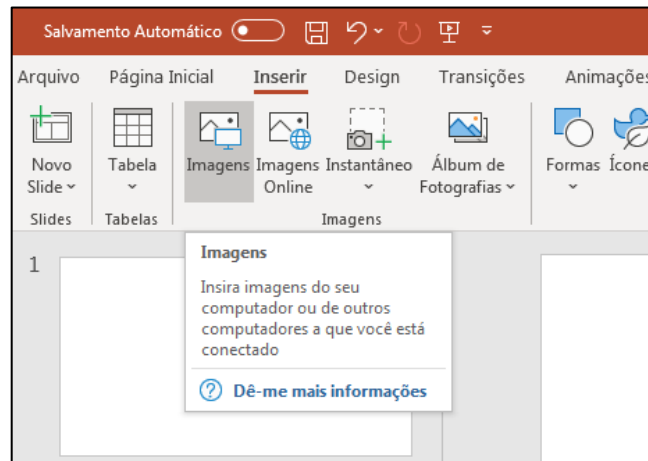 Salvamento Automático
Arquivo Página Inicial Inserir Design Transições Animações
Novo Slide Tabela Imagens Imagens Online Instantâneo Álbum de Fotografias Formas Ícone
Slides Tabelas Imagens
1
Imagens
Insira imagens do seu
computador ou de outros
computadores a que você está
conectado
Dê-me mais informações